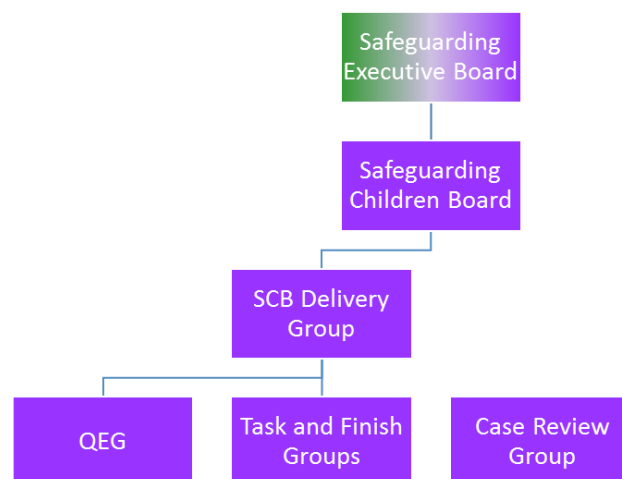 Safeguarding
Executive Board
Safeguarding
Children Board
SCB Delivery
Group
QEG
Task and Finish
Groups
Case Review
Group